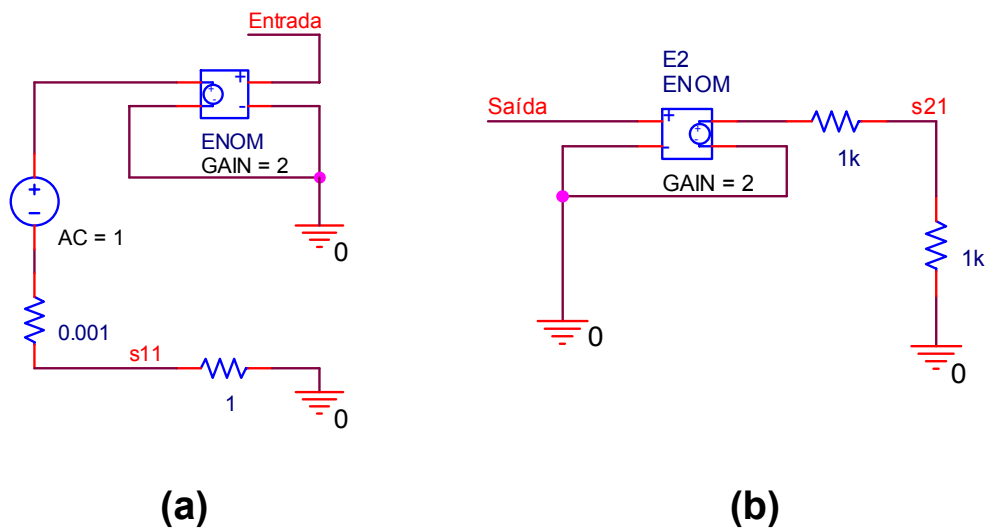 Entrada
+
-
+
-
ENOM
GAIN = 2
0
+
-
AC = 1
0.001
s11
1
0
(a)
E2
ENOM
Saída
+
-
+
-
GAIN = 2
1k
s21
1k
0
0
(b)